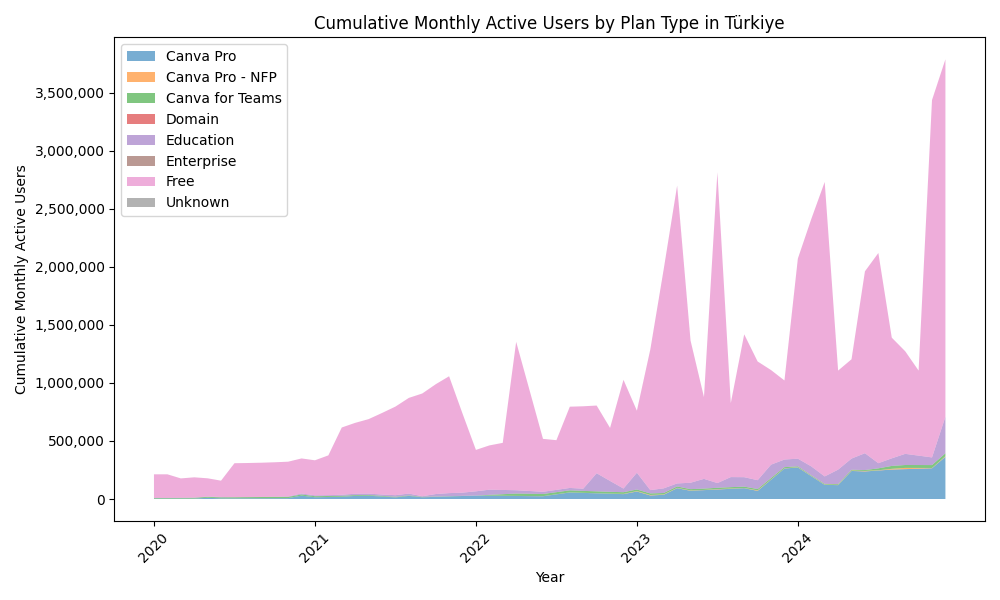 Cumulative Monthly Active Users by Plan Type in Türkiye
Canva Pro
Canva Pro - NFP
Canva for Teams
Domain
Education
Enterprise
Free
Unknown
Cumulative Monthly Active Users
3,500,000
3,000,000
2,500,000
2,000,000
1,500,000
1,000,000
500,000
0
2020
2021
2022
2023
2024
Year